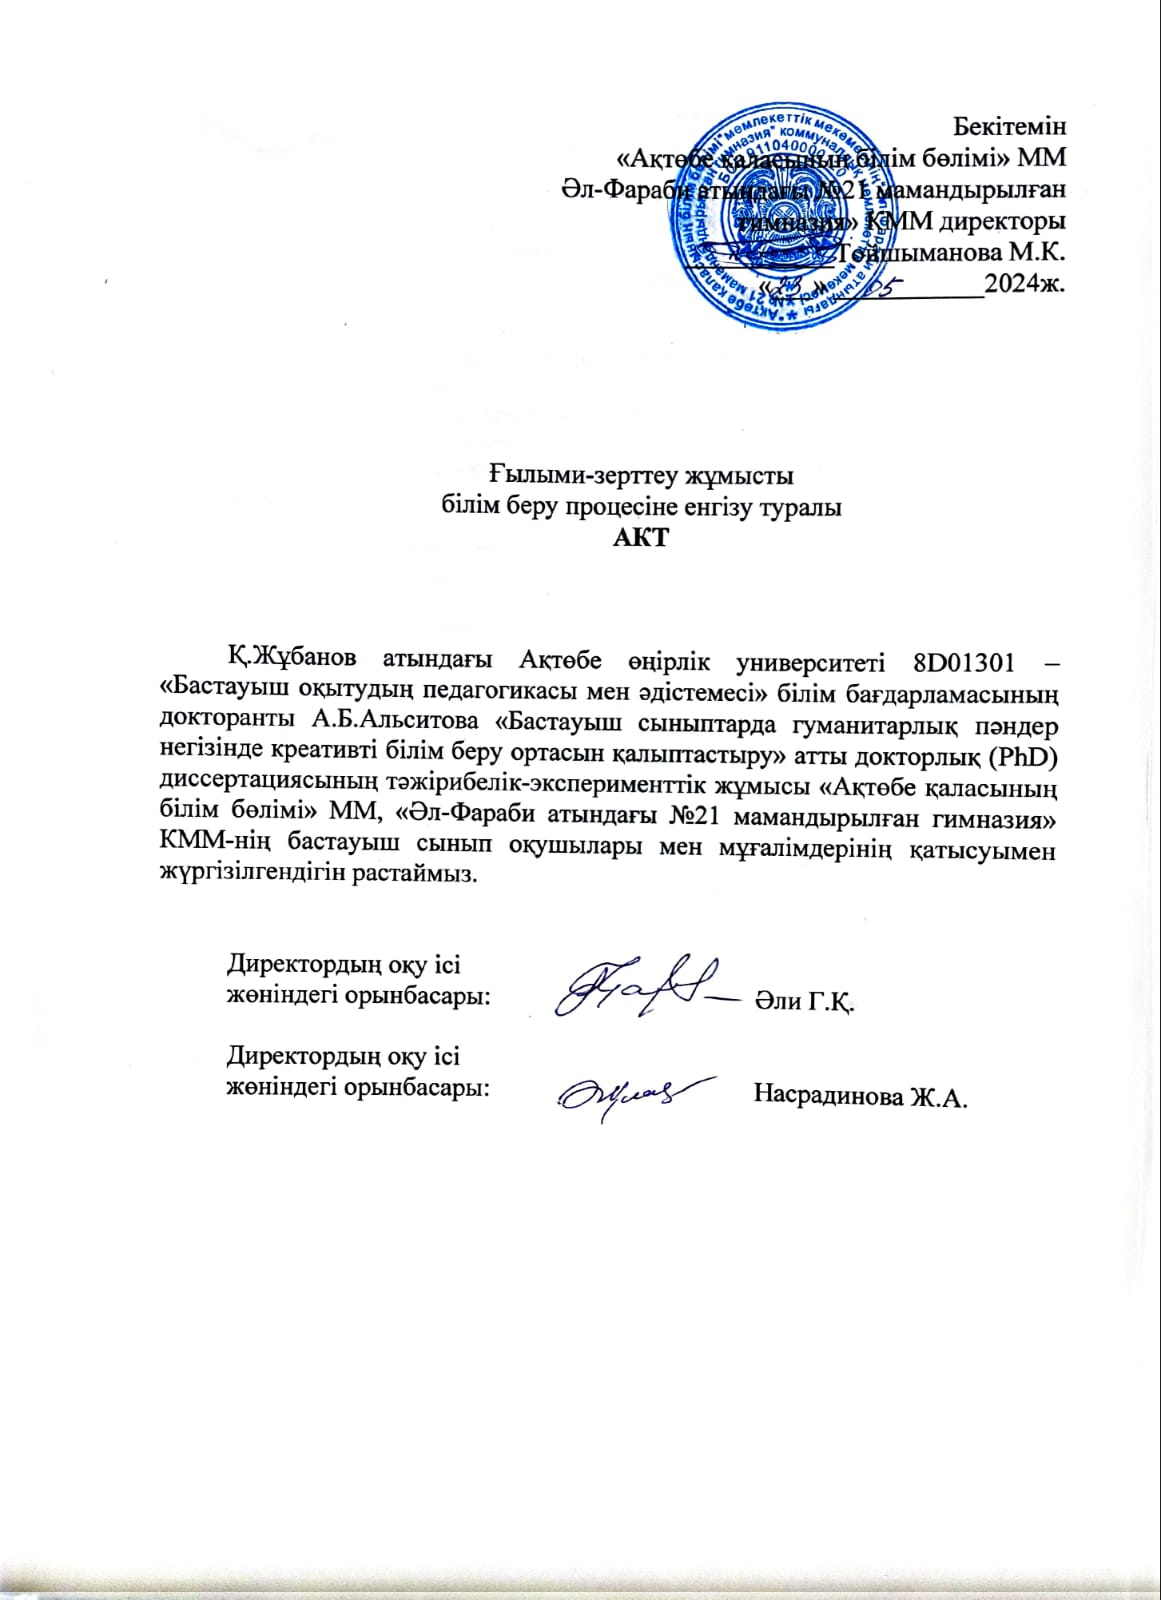 Бекітемін
«Ақтөбе қаласының білім бөлімі» ММ
Әл-Фараби атындағы №21 мамандырылған
гимназия» КММ директоры
Тоқшыманова М.К.
«23» 05 2024ж.
Ғылыми-зерттеу жұмысты
білім беру процесіне енгізу туралы
АКТ
Қ.Жұбанов атындағы Ақтөбе өңірлік университеті 8D01301 –
«Бастауыш оқытудың педагогикасы мен әдістемесі» білім бағдарламасының
докторанты А.Б.Альситова «Бастауыш сыныптарда гуманитарлық пәндер
негізінде креативті білім беру ортасын қалыптастыру» атты докторлық (PhD)
диссертациясының тәжірибелік-эксперименттік жұмысы «Ақтөбе қаласының
білім бөлімі» ММ, «Әл-Фараби атындағы №21 мамандырылған гимназия»
КММ-нің бастауыш сынып оқушылары мен мұғалімдерінің қатысуымен
жүргізілгендігін растаймыз.
Директордың оқу ісі
жөніндегі орынбасары: Әли Г.Қ.
Директордың оқу ісі
жөніндегі орынбасары: Насрадинова Ж.А.